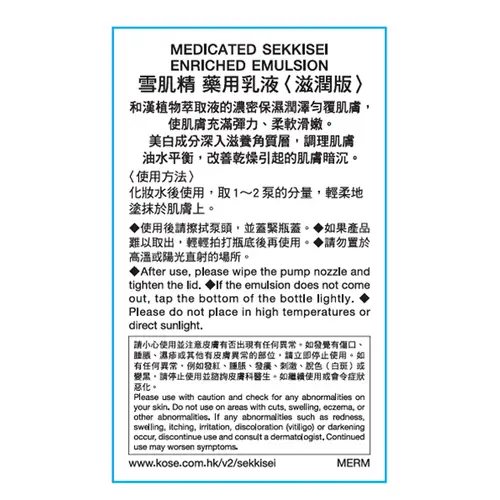 MEDICATED SEKKISEI
ENRICHED EMULSION
雪肌精 藥用乳液〈滋潤版〉
和漢植物萃取液的濃密保濕潤澤勻覆肌膚，
使肌膚充滿彈力、柔軟滑嫩。
美白成分深入滋養角質層，調理肌膚
油水平衡，改善乾燥引起的肌膚暗沉。
〈使用方法〉
化妝水後使用，取1～2泵的分量，輕柔地
塗抹於肌膚上。
◆使用後請擦拭泵頭，並蓋緊瓶蓋。◆如果產品
難以取出，輕輕拍打瓶底後再使用。◆請勿置於
高溫或陽光直射的場所。
◆After use, please wipe the pump nozzle and
tighten the lid. ◆If the emulsion does not come
out, tap the bottom of the bottle lightly. ◆
Please do not place in high temperatures or
direct sunlight.
請小心使用並注意皮膚有否出現有任何異常。如發覺有傷口、
腫脹、濕疹或其他有皮膚異常的部位，請立即停止使用。如
有任何異常，例如發紅、腫脹、發癢、刺激、脫色（白斑）或
變黑，請停止使用並諮詢皮膚科醫生。如繼續使用或會令症狀
惡化。
Please use with caution and check for any abnormalities on
your skin. Do not use on areas with cuts, swelling, eczema, or
other abnormalities. If any abnormalities such as redness,
swelling, itching, irritation, discoloration (vitiligo) or darkening
occur, discontinue use and consult a dermatologist. Continued
use may worsen symptoms.
www.kose.com.hk/v2/sekkisei MERM